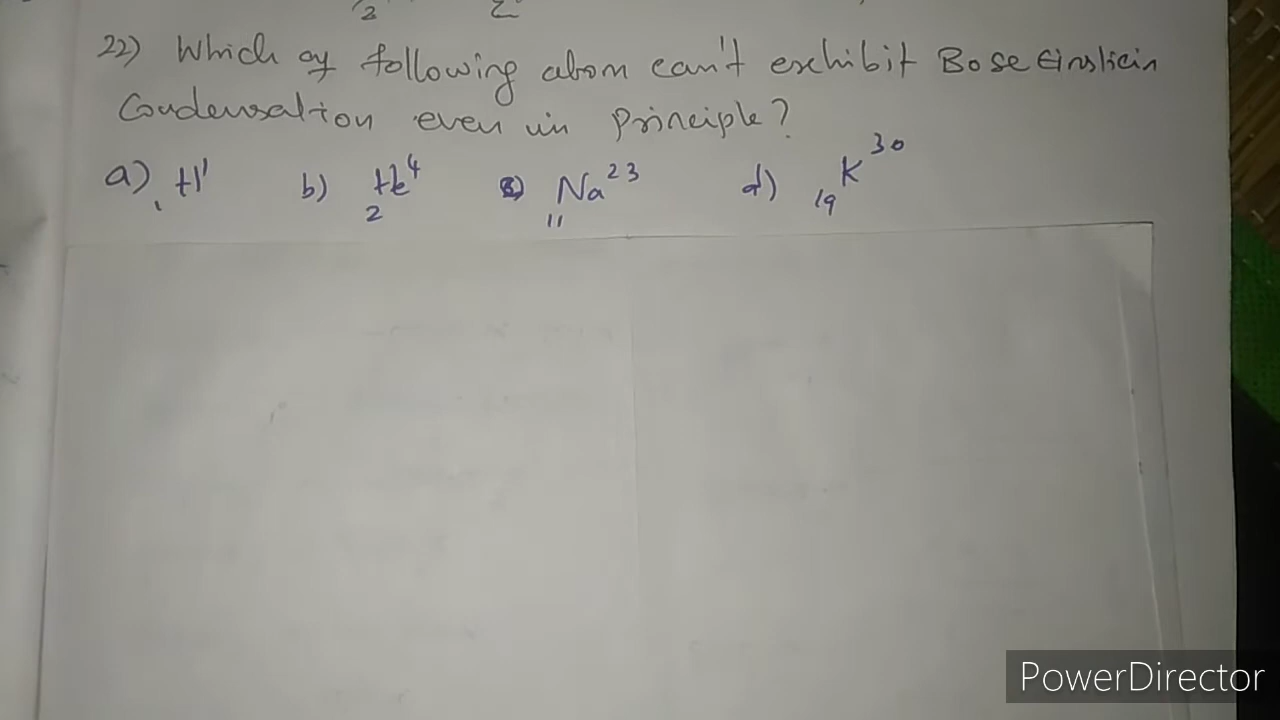 22) Which of following atom can't exhibit Bose Einstein
Condensation even in principle?
a) ₁H¹ b) ₂He⁴ c) ₁₁Na²³ d) ₁₉K³⁰
PowerDirector